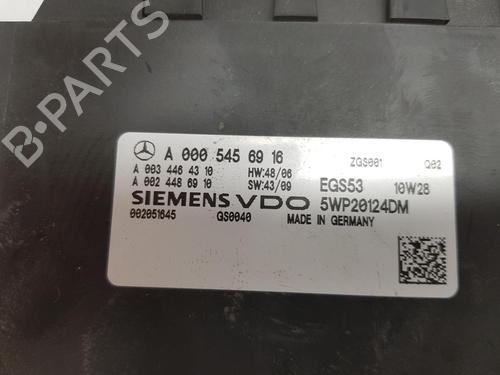 A 000 545 69 16 ZGS001 Q02
A 003 446 43 10 HW:48/06 EGS53 10W28
A 002 448 69 10 SW:43/09
SIEMENS VDO 5WP20124DM
002051645 GS0040 MADE IN GERMANY
B-PARTS